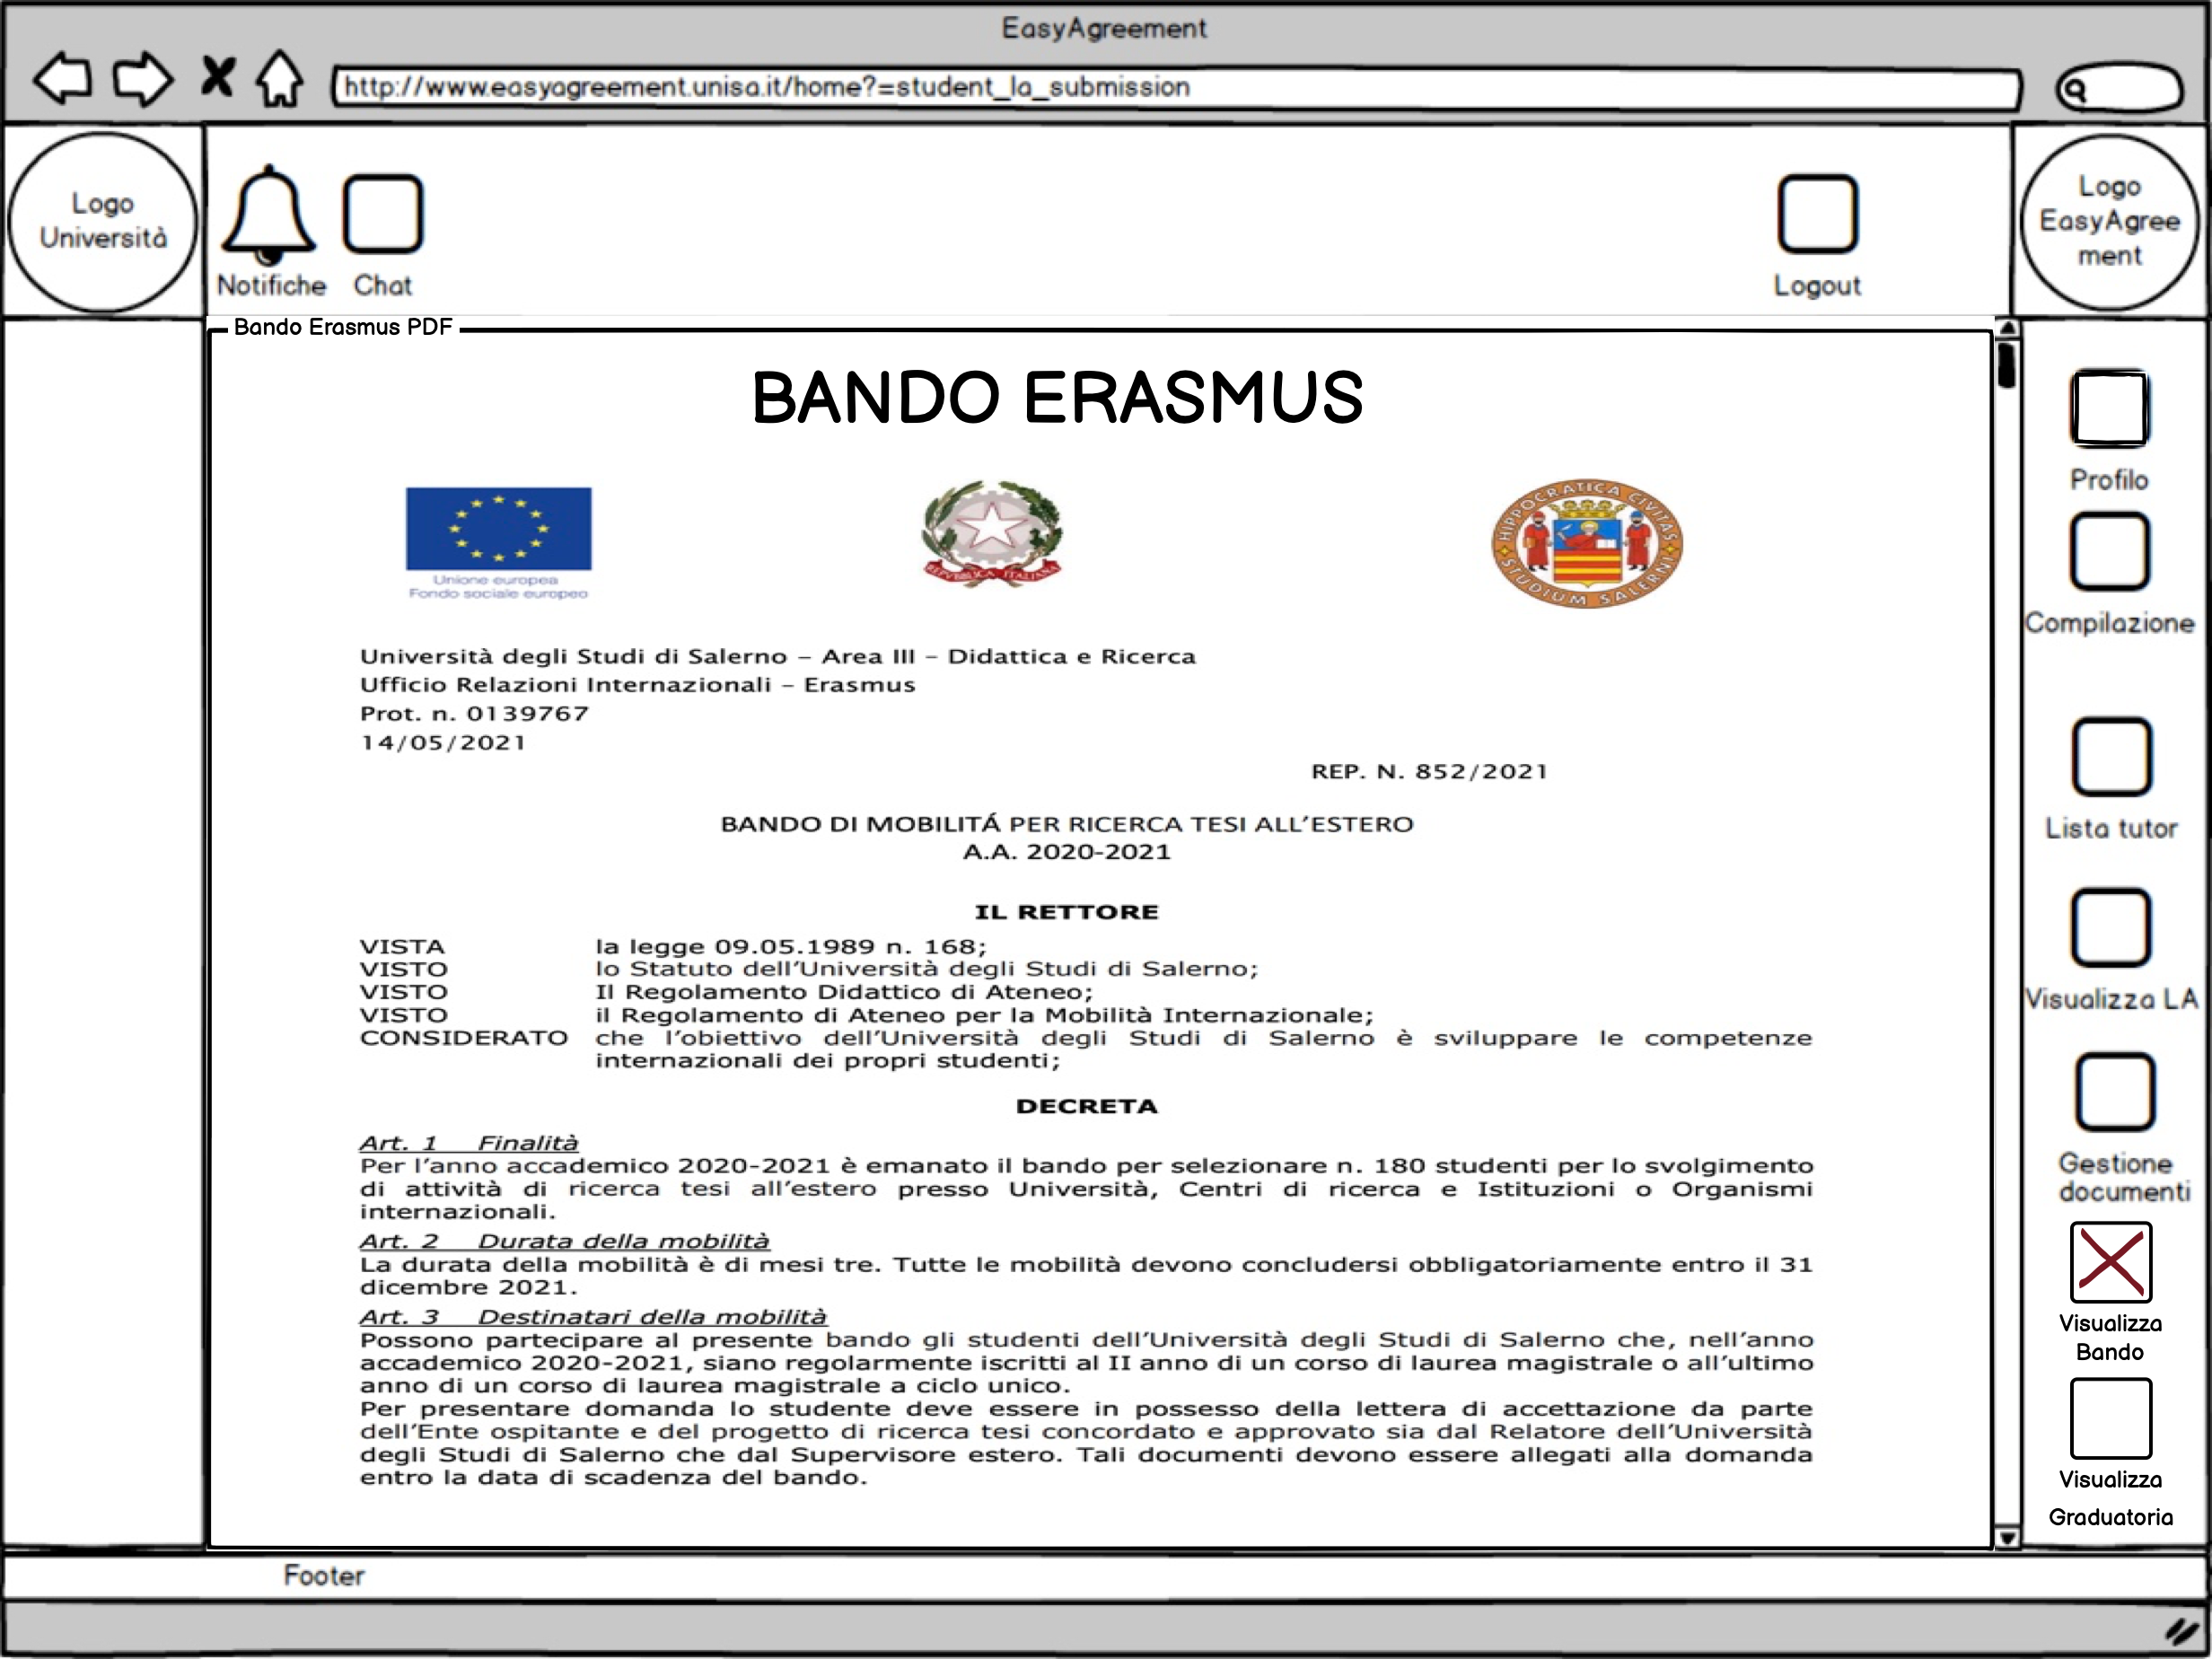 EasyAgreement
http://www.easyagreement.unisa.it/home?=student_la_submission
Logo
Università
Notifiche
Chat
Logout
Logo
EasyAgree
ment
Bando Erasmus PDF
BANDO ERASMUS
Unione europea
Fondo sociale europeo
REPVBBLICA ITALIANA
HIPPOCRATICA CIVITAS
STUDIUM SALERNI
Università degli Studi di Salerno – Area III – Didattica e Ricerca
Ufficio Relazioni Internazionali – Erasmus
Prot. n. 0139767
14/05/2021
REP. N. 852/2021
BANDO DI MOBILITÁ PER RICERCA TESI ALL’ESTERO
A.A. 2020-2021
IL RETTORE
VISTA la legge 09.05.1989 n. 168;
VISTO lo Statuto dell’Università degli Studi di Salerno;
VISTO Il Regolamento Didattico di Ateneo;
VISTO il Regolamento di Ateneo per la Mobilità Internazionale;
CONSIDERATO che l’obiettivo dell’Università degli Studi di Salerno è sviluppare le competenze
internazionali dei propri studenti;
DECRETA
Art. 1 Finalità
Per l’anno accademico 2020-2021 è emanato il bando per selezionare n. 180 studenti per lo svolgimento
di attività di ricerca tesi all’estero presso Università, Centri di ricerca e Istituzioni o Organismi
internazionali.
Art. 2 Durata della mobilità
La durata della mobilità è di mesi tre. Tutte le mobilità devono concludersi obbligatoriamente entro il 31
dicembre 2021.
Art. 3 Destinatari della mobilità
Possono partecipare al presente bando gli studenti dell’Università degli Studi di Salerno che, nell’anno
accademico 2020-2021, siano regolarmente iscritti al II anno di un corso di laurea magistrale o all’ultimo
anno di un corso di laurea magistrale a ciclo unico.
Per presentare domanda lo studente deve essere in possesso della lettera di accettazione da parte
dell’Ente ospitante e del progetto di ricerca tesi concordato e approvato sia dal Relatore dell’Università
degli Studi di Salerno che dal Supervisore estero. Tali documenti devono essere allegati alla domanda
entro la data di scadenza del bando.
Profilo
Compilazione
Lista tutor
Visualizza LA
Gestione
documenti
Visualizza
Bando
Visualizza
Graduatoria
Footer